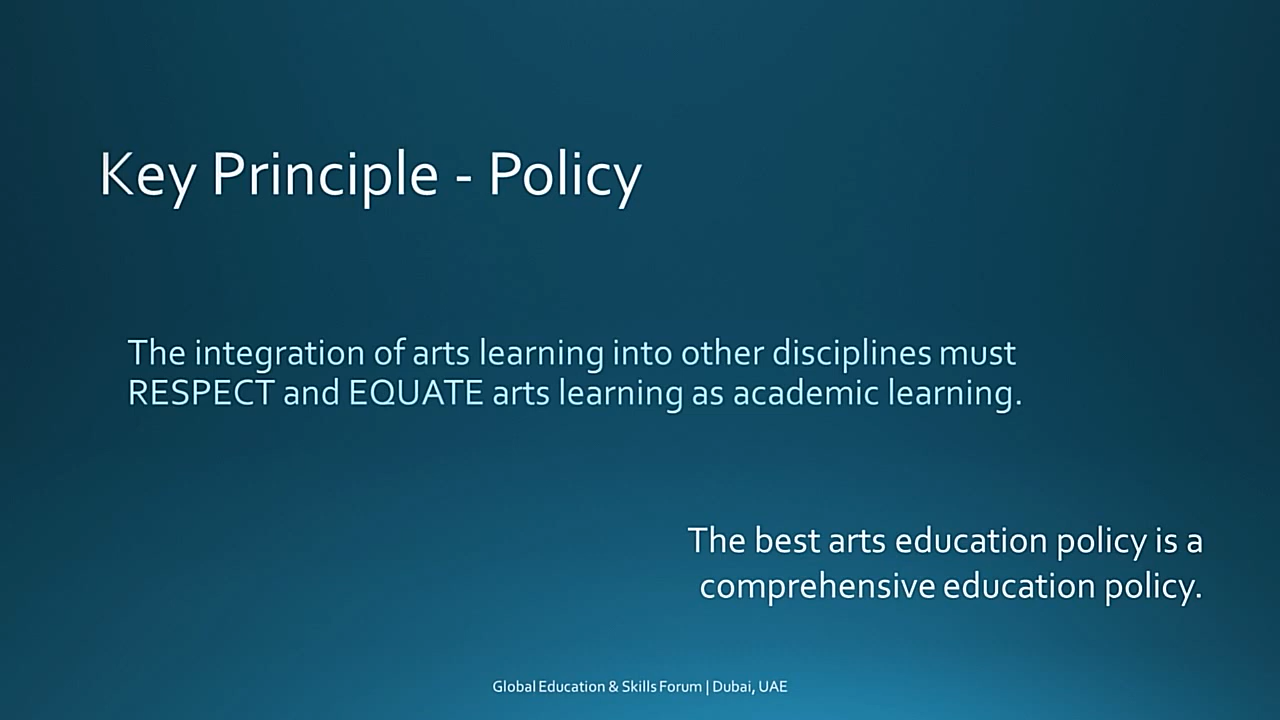 Key Principle - Policy
The integration of arts learning into other disciplines must
RESPECT and EQUATE arts learning as academic learning.
The best arts education policy is a
comprehensive education policy.
Global Education & Skills Forum | Dubai, UAE